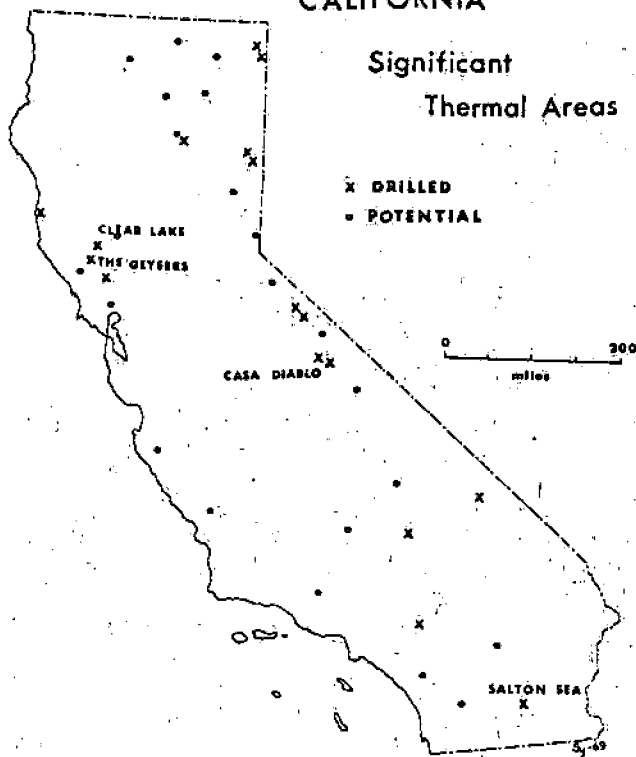 CALIFORNIA
Significant
Thermal Areas
x DRILLED
• POTENTIAL
CLEAR LAKE
THE GEYSERS
0 200
miles
CASA DIABLO
SALTON SEA